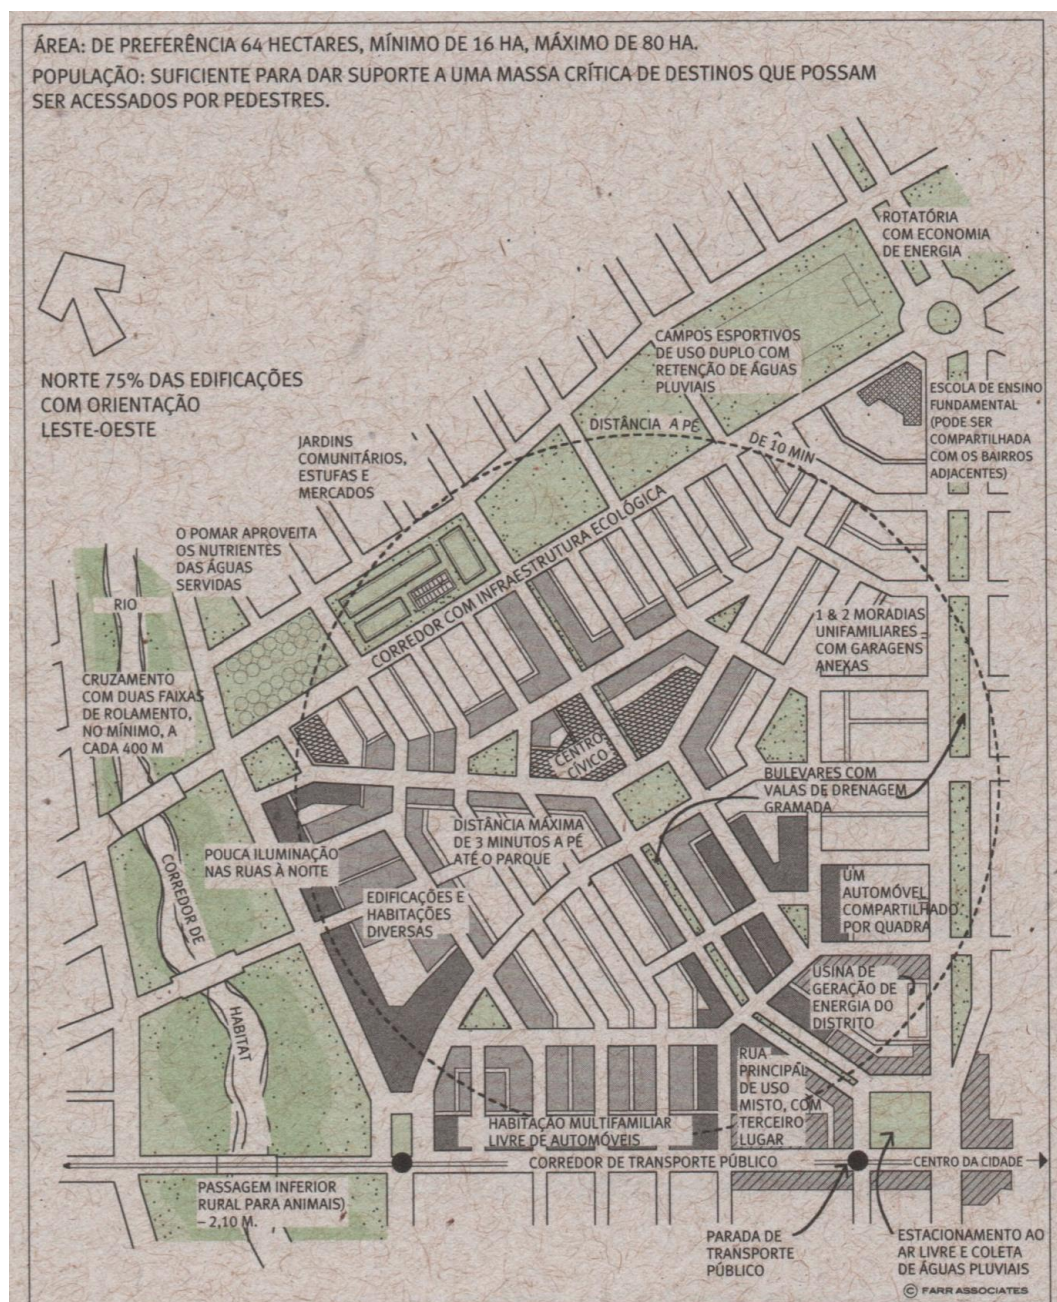 ÁREA: DE PREFERÊNCIA 64 HECTARES, MÍNIMO DE 16 HA, MÁXIMO DE 80 HA.
POPULAÇÃO: SUFICIENTE PARA DAR SUPORTE A UMA MASSA CRÍTICA DE DESTINOS QUE POSSAM
SER ACESSADOS POR PEDESTRES.
ROTATÓRIA
COM ECONOMIA
DE ENERGIA
NORTE 75% DAS EDIFICAÇÕES
COM ORIENTAÇÃO
LESTE-OESTE
CAMPOS ESPORTIVOS
DE USO DUPLO COM
RETENÇÃO DE ÁGUAS
PLUVIAIS
ESCOLA DE ENSINO
FUNDAMENTAL
(PODE SER
COMPARTILHADA
COM OS BAIRROS
ADJACENTES)
DISTÂNCIA A PÉ
DE 10 MIN
JARDINS
COMUNITÁRIOS,
ESTUFAS E
MERCADOS
O POMAR APROVEITA
OS NUTRIENTES
DAS ÁGUAS
SERVIDAS
CORREDOR COM INFRAESTRUTURA ECOLÓGICA
RIO
1 & 2 MORADIAS
UNIFAMILIARES
COM GARAGENS
ANEXAS
CRUZAMENTO
COM DUAS FAIXAS
DE ROLAMENTO,
NO MÍNIMO, A
CADA 400 M
CENTRO
CÍVICO
BULEVARES COM
VALAS DE DRENAGEM
GRAMADA
DISTÂNCIA MÁXIMA
DE 3 MINUTOS A PÉ
ATÉ O PARQUE
POUCA ILUMINAÇÃO
NAS RUAS À NOITE
CORREDOR DE
HABITAT
EDIFICAÇÕES E
HABITAÇÕES
DIVERSAS
UM
AUTOMÓVEL
COMPARTILHADO
POR QUADRA
USINA DE
GERAÇÃO DE
ENERGIA DO
DISTRITO
RUA
PRINCIPAL
DE USO
MISTO, COM
TERCEIRO
LUGAR
HABITAÇÃO MULTIFAMILIAR
LIVRE DE AUTOMÓVEIS
CORREDOR DE TRANSPORTE PÚBLICO
CENTRO DA CIDADE
PASSAGEM INFERIOR
RURAL PARA ANIMAIS)
– 2,10 M.
PARADA DE
TRANSPORTE
PÚBLICO
ESTACIONAMENTO AO
AR LIVRE E COLETA
DE ÁGUAS PLUVIAIS
© FARR ASSOCIATES